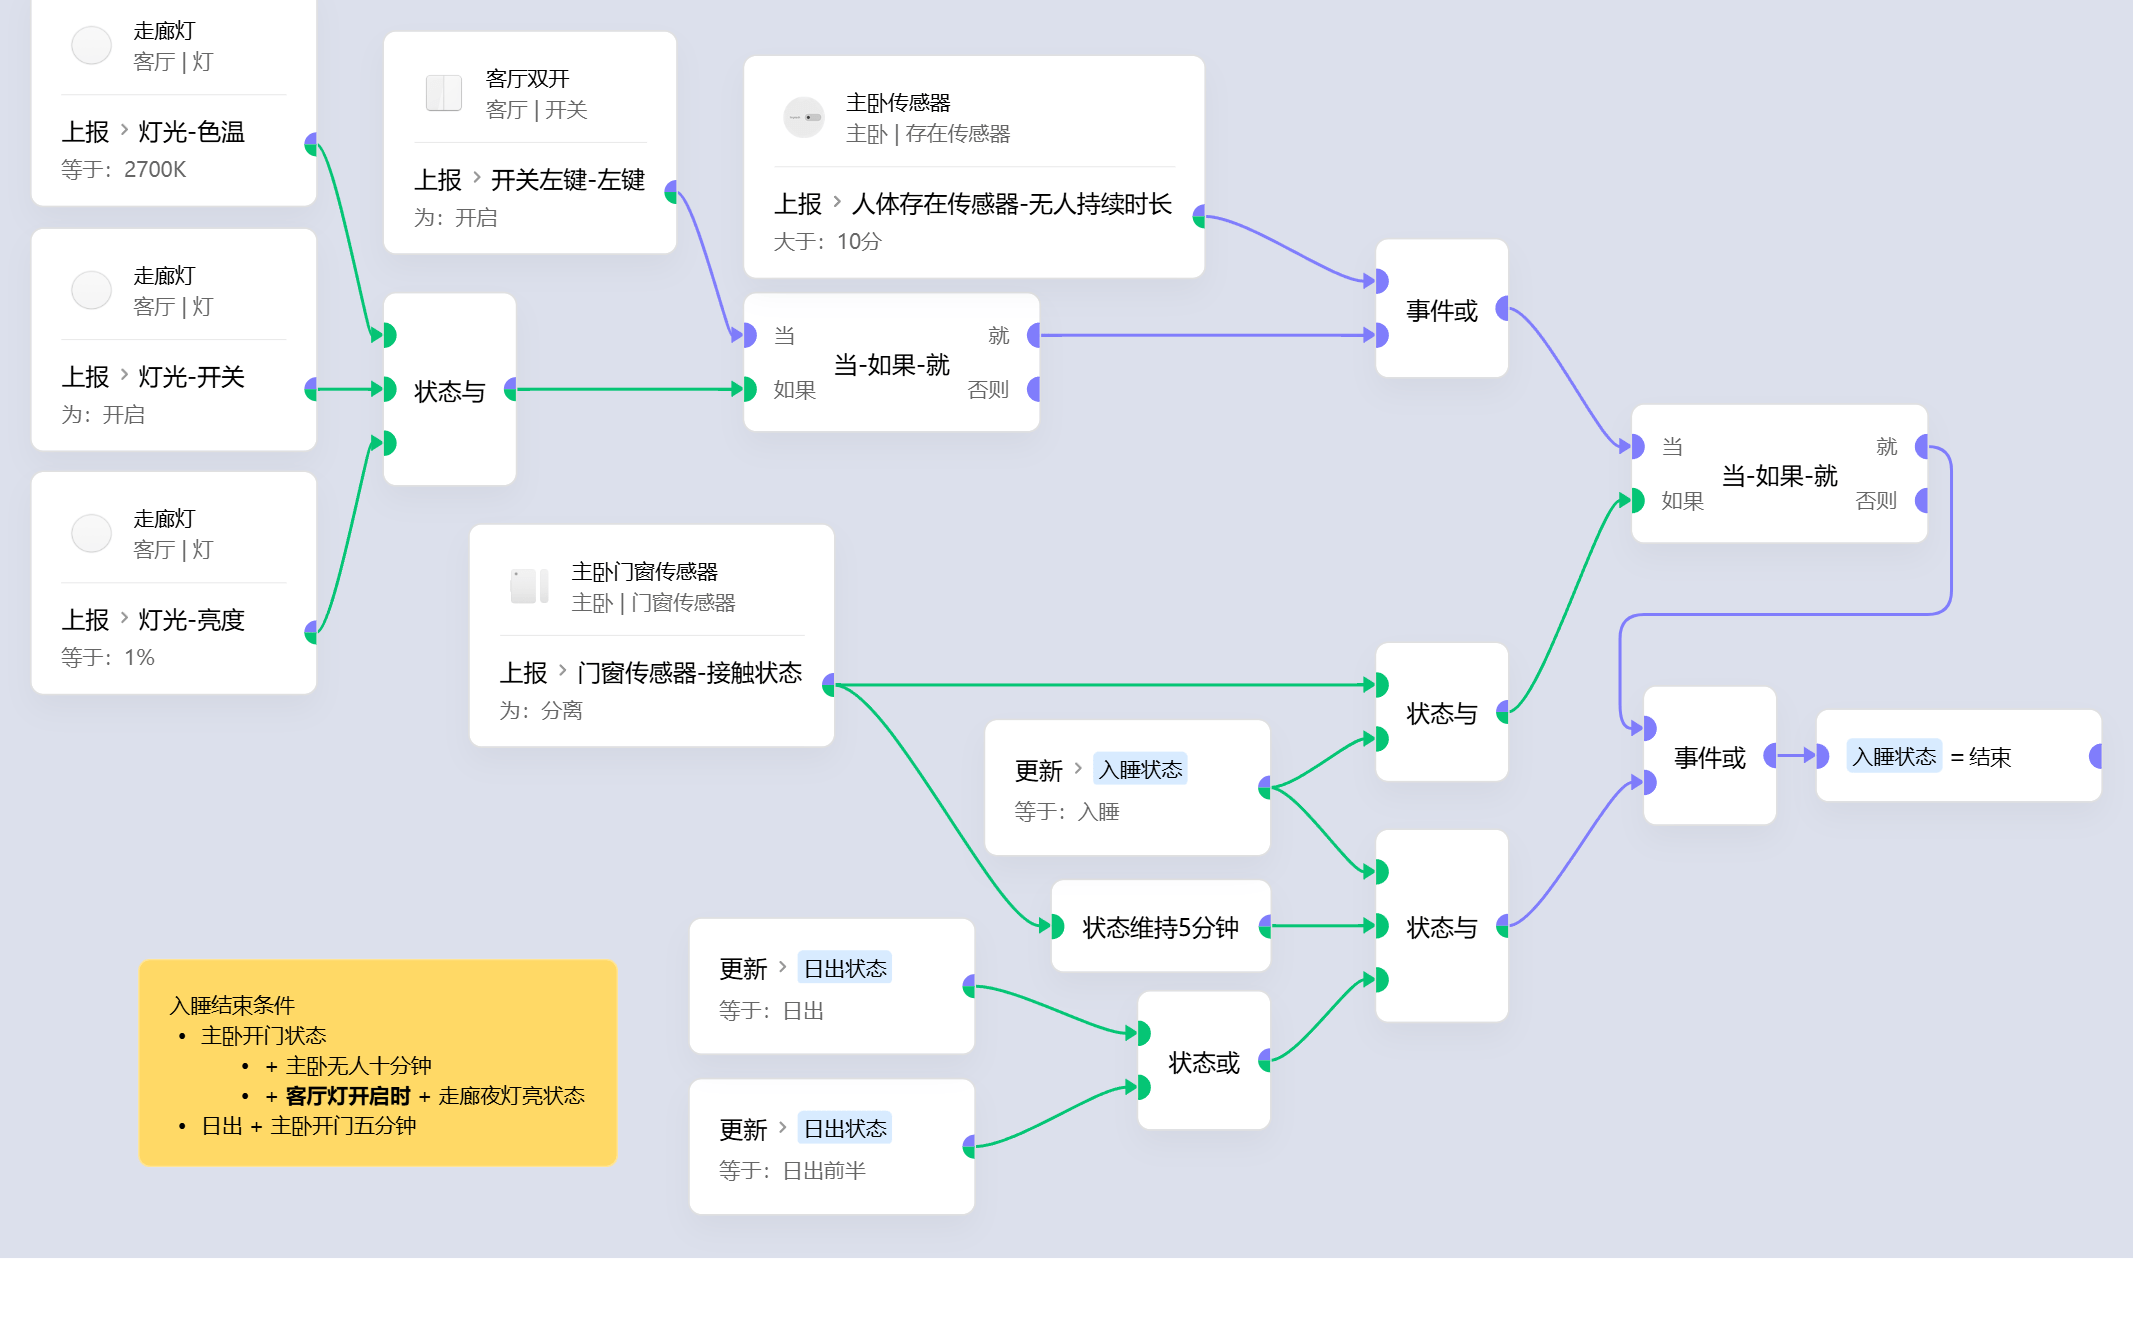 走廊灯
客厅 | 灯
上报 > 灯光-色温
等于：2700K
走廊灯
客厅 | 灯
上报 > 灯光-开关
为：开启
走廊灯
客厅 | 灯
上报 > 灯光-亮度
等于：1%
客厅双开
客厅 | 开关
上报 > 开关左键-左键
为：开启
状态与
主卧传感器
主卧 | 存在传感器
上报 > 人体存在传感器-无人持续时长
大于：10分
当
就
当-如果-就
如果
否则
事件或
当
就
当-如果-就
如果
否则
主卧门窗传感器
主卧 | 门窗传感器
上报 > 门窗传感器-接触状态
为：分离
更新 > 入睡状态
等于：入睡
状态与
事件或
入睡状态 = 结束
状态维持5分钟
状态与
更新 > 日出状态
等于：日出
状态或
更新 > 日出状态
等于：日出前半
入睡结束条件
• 主卧开门状态
• + 主卧无人十分钟
• + 客厅灯开启时 + 走廊夜灯亮状态
• 日出 + 主卧开门五分钟